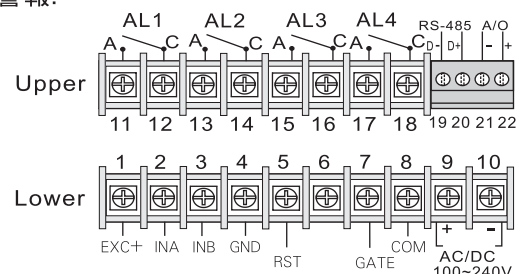 警報:
AL1 AL2 AL3 AL4 RS-485 A/O
A C A C A C A C D- D+ - +
Upper
11 12 13 14 15 16 17 18 19 20 21 22
1 2 3 4 5 6 7 8 9 10
Lower
+ -
EXC+ INA INB GND RST GATE COM AC/DC
100~240V